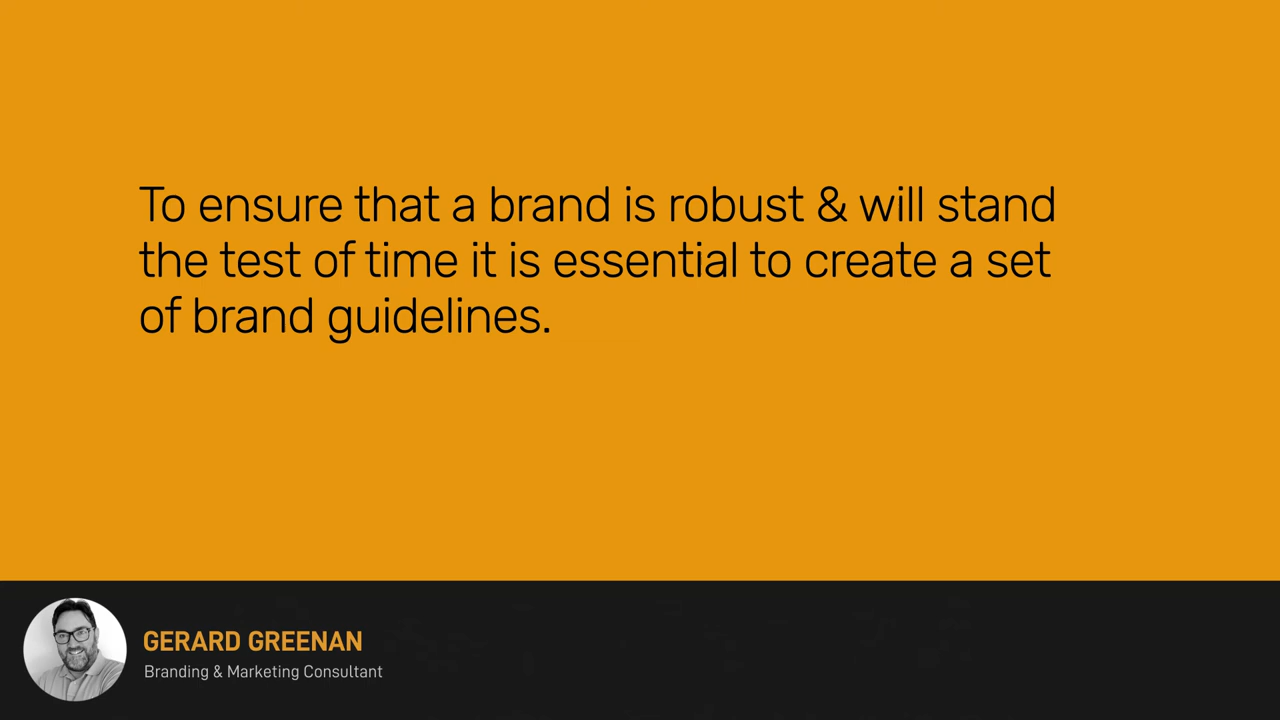 To ensure that a brand is robust & will stand
the test of time it is essential to create a set
of brand guidelines.
GERARD GREENAN
Branding & Marketing Consultant